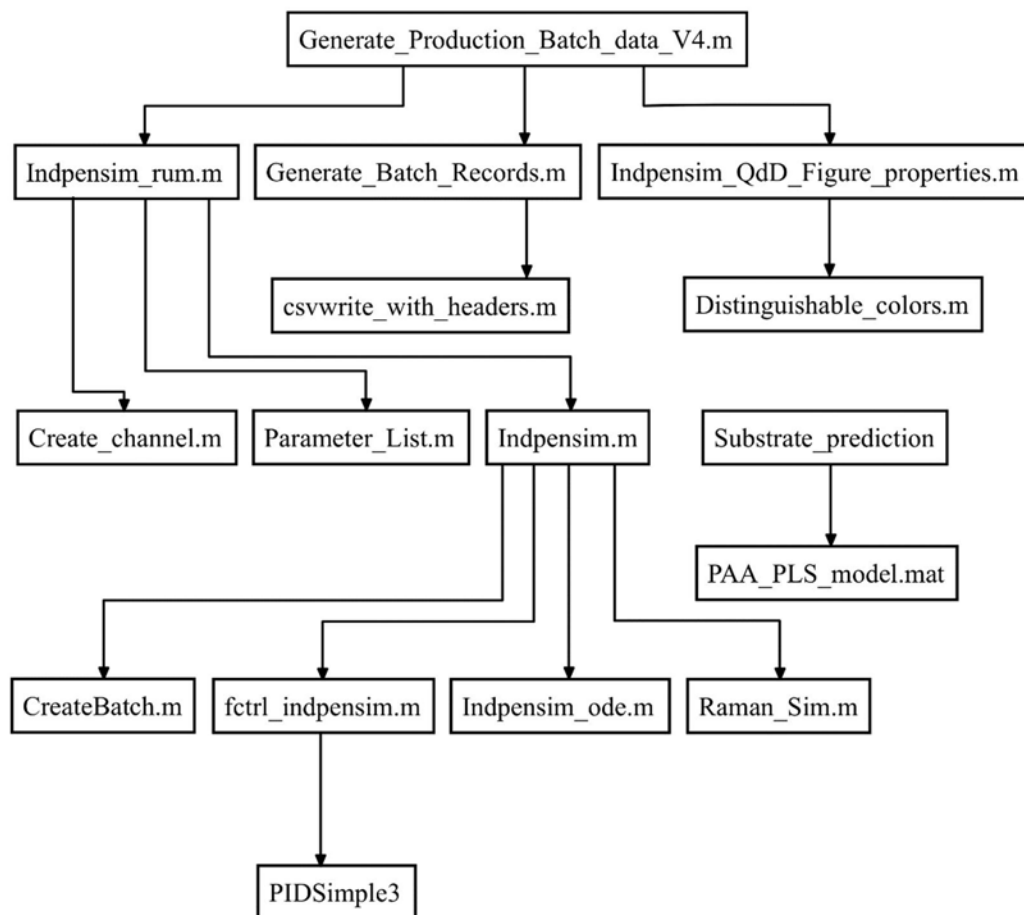 Generate_Production_Batch_data_V4.m
Indpensim_rum.m
Generate_Batch_Records.m
Indpensim_QdD_Figure_properties.m
csvwrite_with_headers.m
Distinguishable_colors.m
Create_channel.m
Parameter_List.m
Indpensim.m
Substrate_prediction
PAA_PLS_model.mat
CreateBatch.m
fctrl_indpensim.m
Indpensim_ode.m
Raman_Sim.m
PIDSimple3